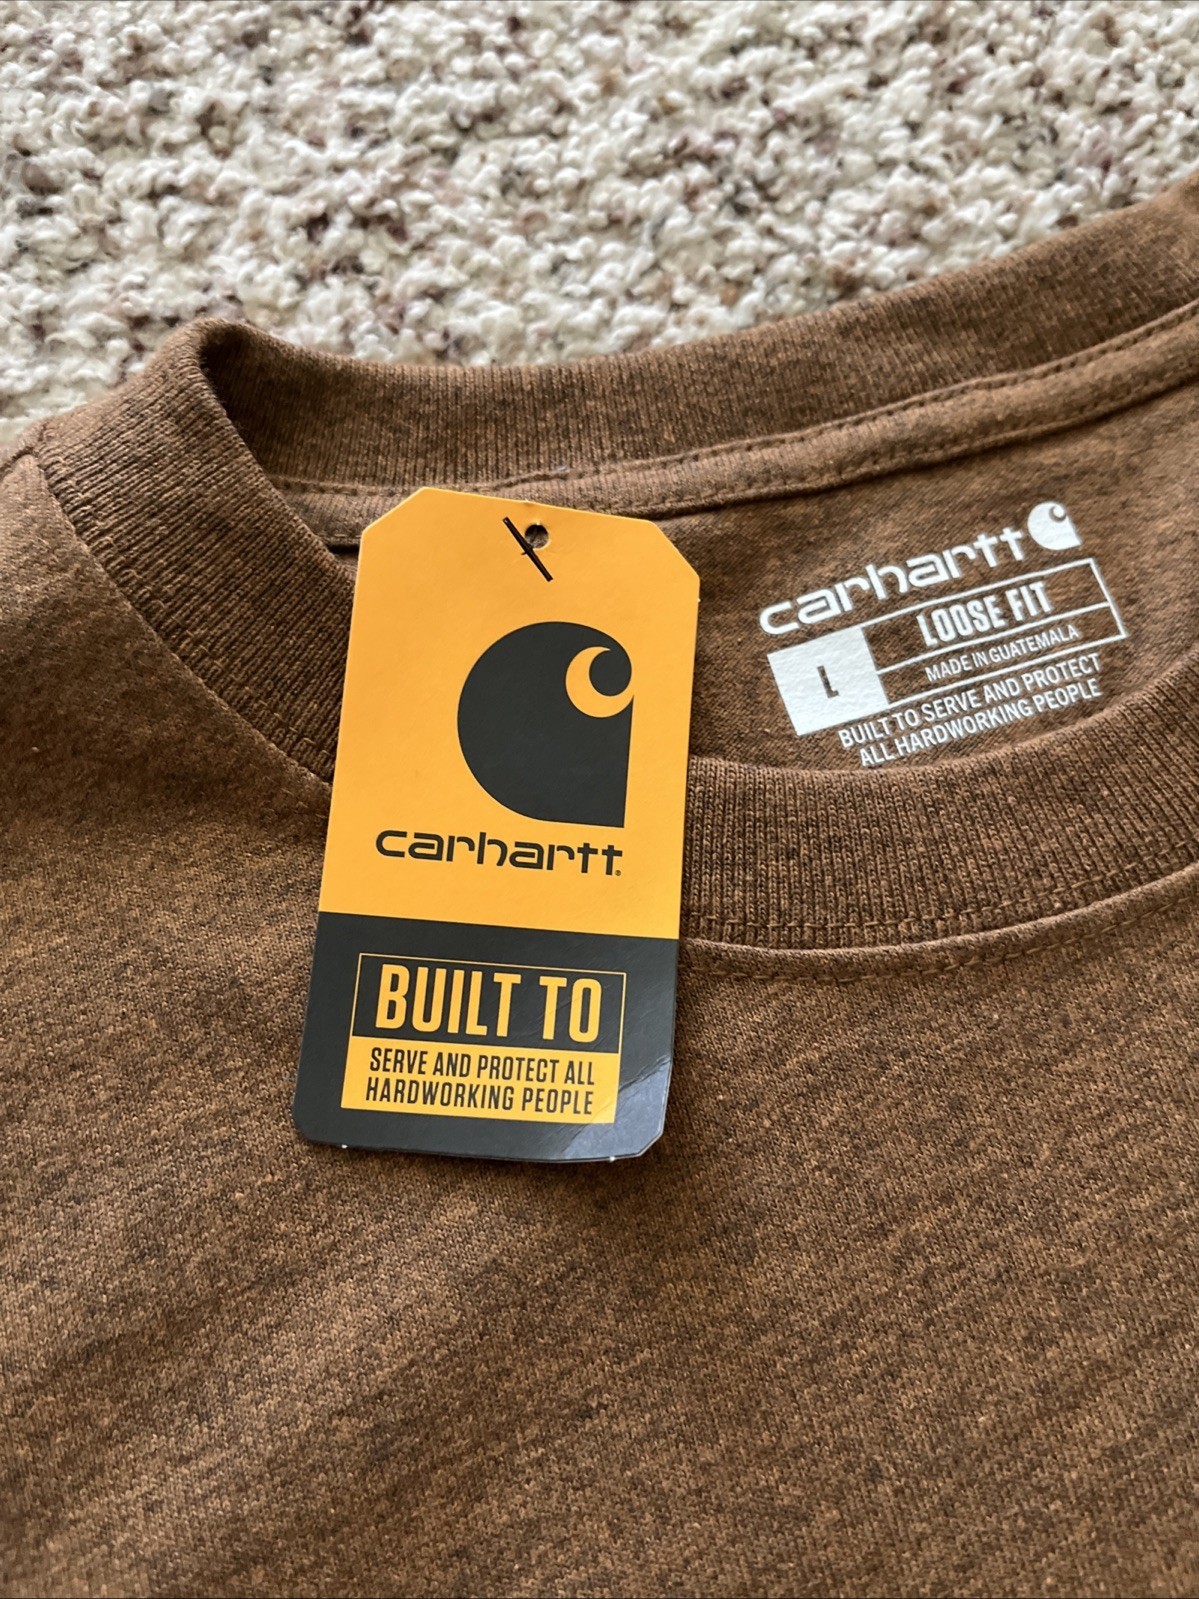 carhartt
BUILT TO
SERVE AND PROTECT ALL
HARDWORKING PEOPLE
carhartt
LOOSE FIT
L
MADE IN GUATEMALA
BUILT TO SERVE AND PROTECT
ALL HARDWORKING PEOPLE